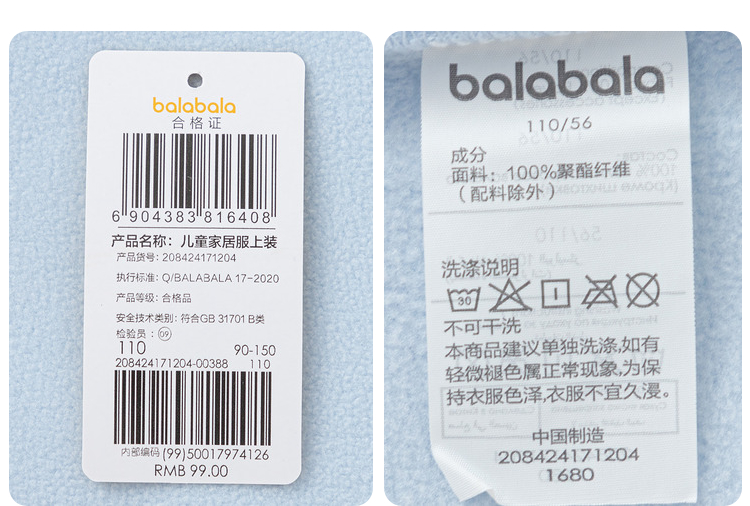 balabala
合格证
6 904383 816408
产品名称：儿童家居服上装
产品货号：208424171204
执行标准：Q/BALABALA 17-2020
产品等级：合格品
安全技术类别：符合GB 31701 B类
检验员：09
110 90-150
208424171204-00388 110
内部编码 (99)50017974126
RMB 99.00
balabala
110/56
成分
面料：100%聚酯纤维
（配料除外）
洗涤说明
30
不可干洗
本商品建议单独洗涤,如有
轻微褪色属正常现象,为保
持衣服色泽,衣服不宜久浸。
中国制造
208424171204
1680